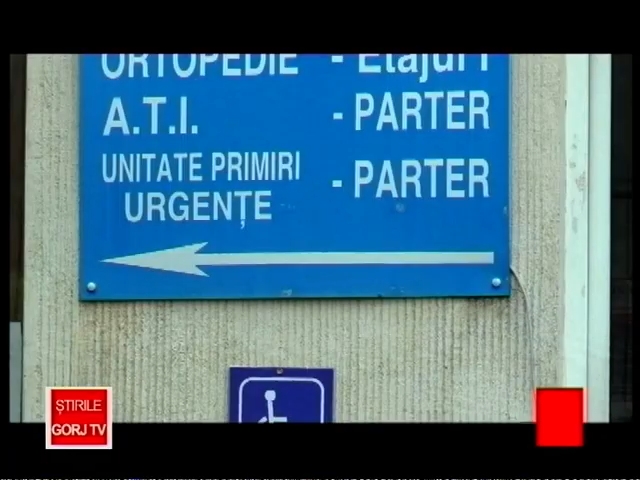 ORTOPEDIE - Etajul I
A.T.I. - PARTER
UNITATE PRIMIRI
URGENȚE - PARTER
ȘTIRILE
GORJ TV